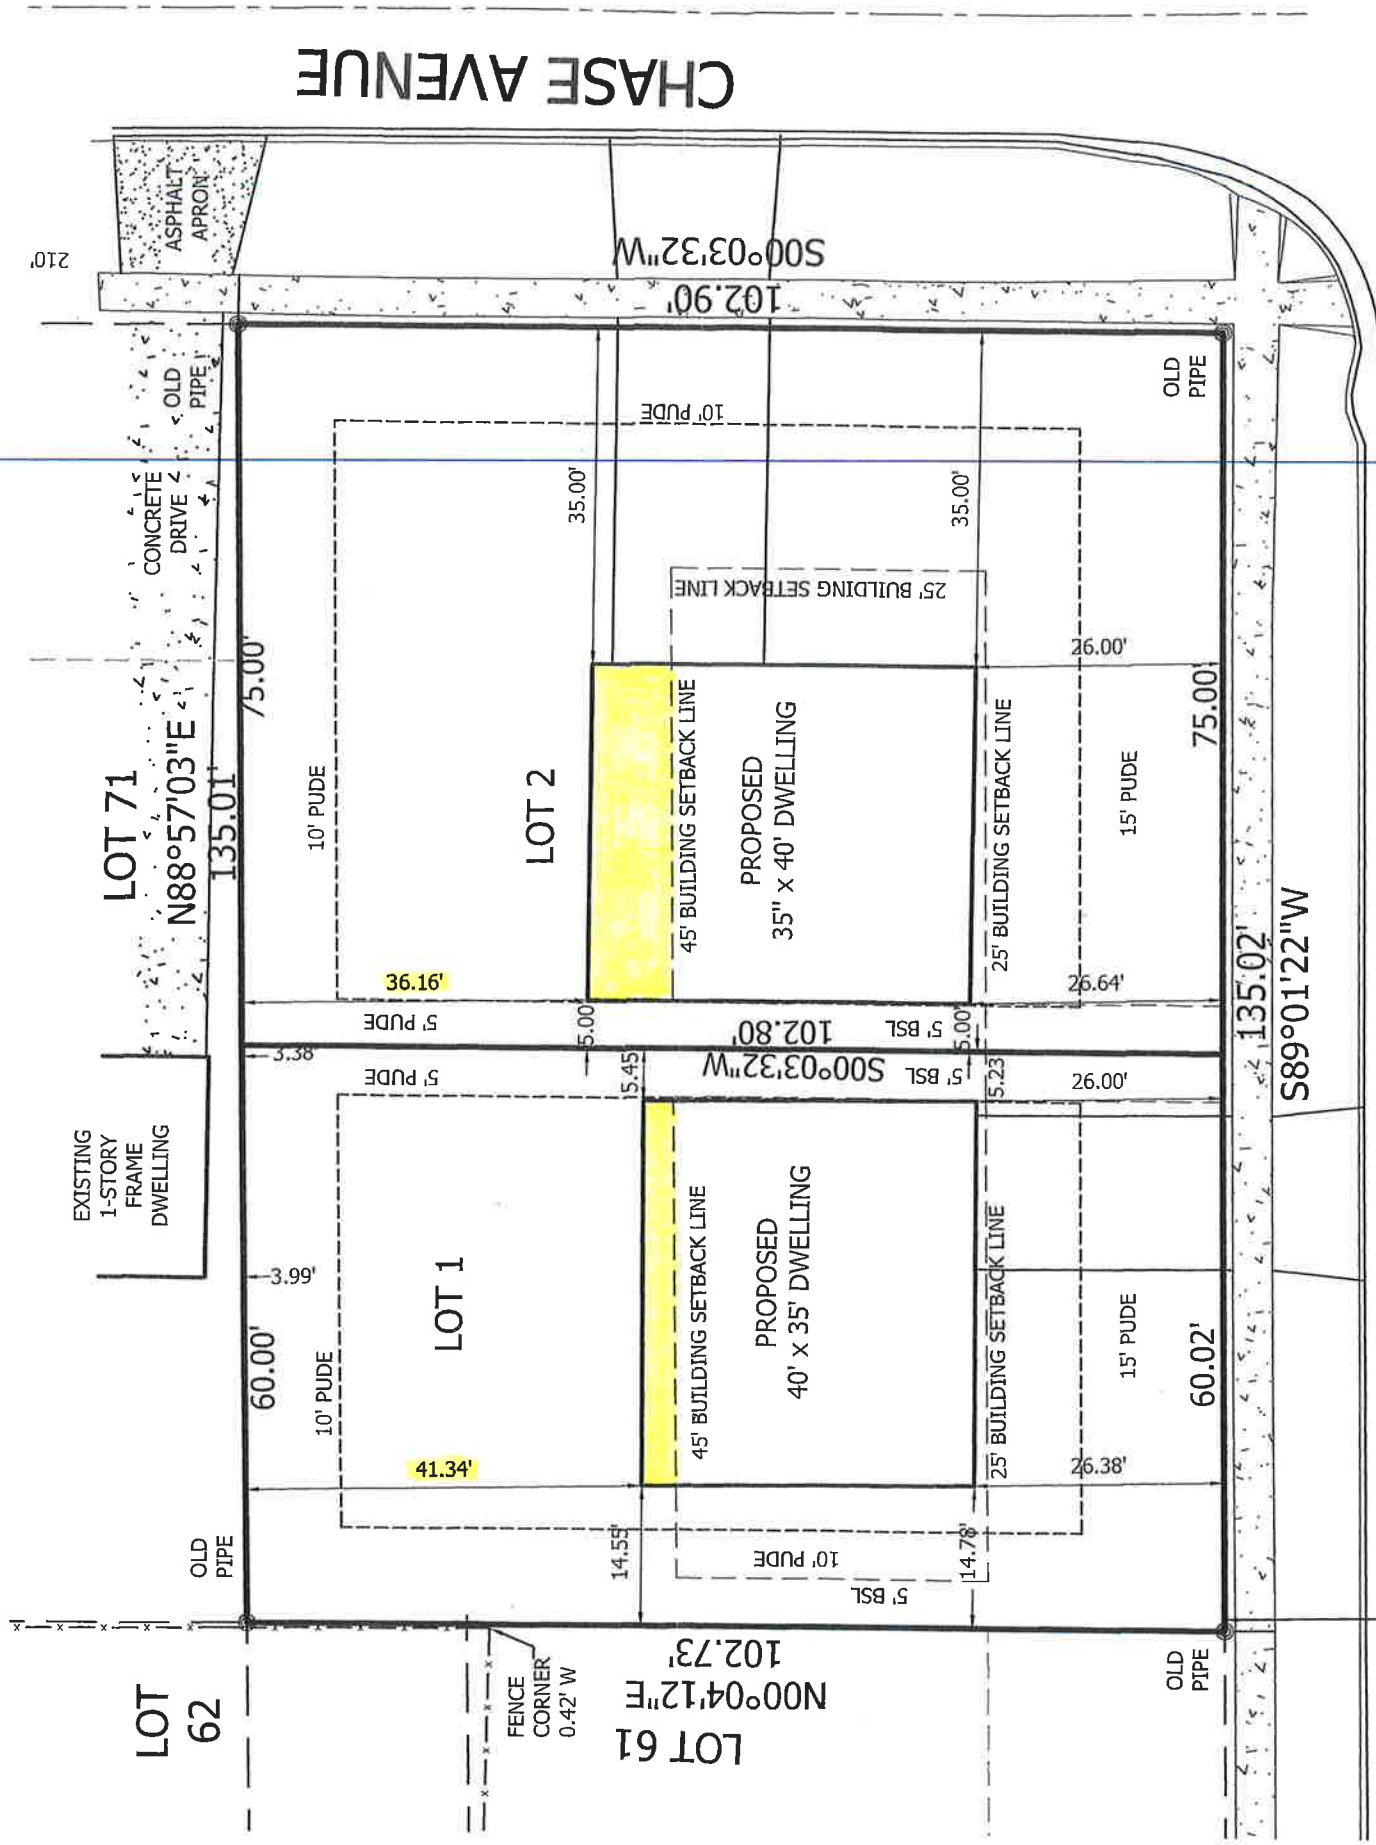 CHASE AVENUE
ASPHALT
APRON
210'
S00°03'32"W
102.90'
OLD
PIPE
CONCRETE
DRIVE
OLD
PIPE
10' PUDE
35.00'
35.00'
25' BUILDING SETBACK LINE
LOT 71
N88°57'03"E
135.01'
75.00'
10' PUDE
LOT 2
45' BUILDING SETBACK LINE
PROPOSED
35" x 40' DWELLING
25' BUILDING SETBACK LINE
26.00'
15' PUDE
75.00'
36.16'
26.64'
5' PUDE
5.00'
102.80'
5' BSL
5.00'
135.02'
S89°01'22"W
3.38'
5' PUDE
5.45'
S00°03'32"W
5' BSL
5.23
26.00'
EXISTING
1-STORY
FRAME
DWELLING
3.99'
60.00'
10' PUDE
LOT 1
45' BUILDING SETBACK LINE
PROPOSED
40' x 35' DWELLING
25' BUILDING SETBACK LINE
15' PUDE
60.02'
41.34'
26.38'
OLD
PIPE
14.55'
10' PUDE
14.78'
5' BSL
LOT
62
FENCE
CORNER
0.42' W
102.73'
N00°04'12"E
LOT 61
OLD
PIPE